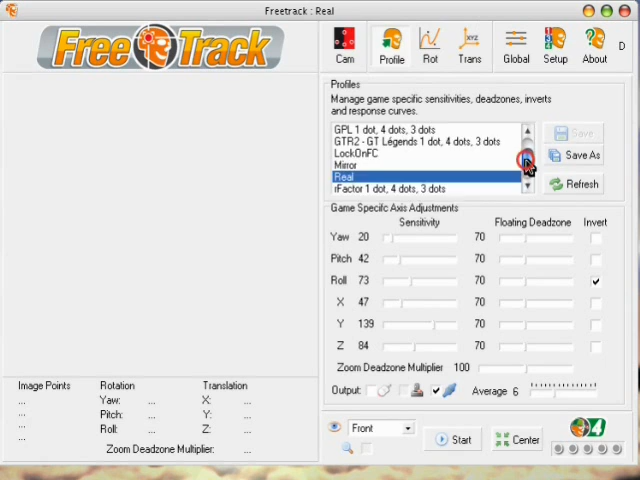 Freetrack : Real
FreeTrack
Cam
Profile
Rot
Trans
Global
Setup
About
D
Profiles
Manage game specific sensitivities, deadzones, inverts
and response curves.
GPL 1 dot, 4 dots, 3 dots
GTR2 - GT Légends 1 dot, 4 dots, 3 dots
LockOnFC
Mirror
Real
rFactor 1 dot, 4 dots, 3 dots
Save
Save As
Refresh
Game Specifc Axis Adjustments
Sensitivity
Floating Deadzone
Invert
Yaw 20 70
Pitch 42 70
Roll 73 70
X 47 70
Y 139 70
Z 84 70
Zoom Deadzone Multiplier 100
Output:
Average 6
Image Points
Rotation
Translation
... Yaw: ... X: ...
... Pitch: ... Y: ...
... Roll: ... Z: ...
...
Zoom Deadzone Multiplier: ...
Front
Start
Center
4